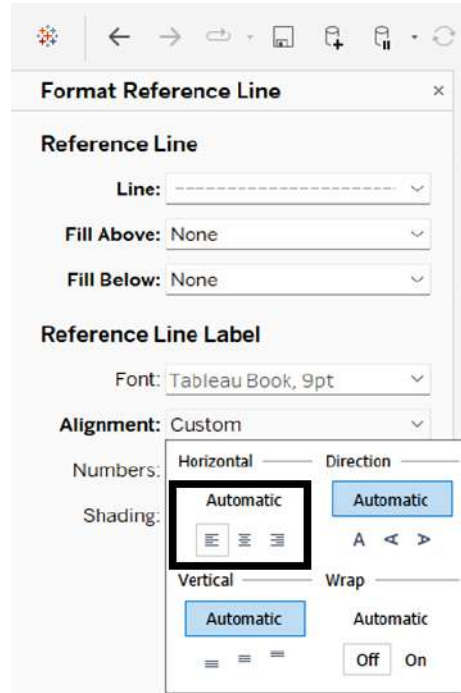 Format Reference Line
Reference Line
Line:
Fill Above: None
Fill Below: None
Reference Line Label
Font: Tableau Book, 9pt
Alignment: Custom
Numbers:
Shading:
Horizontal Direction
Automatic Automatic
A A A
Vertical Wrap
Automatic Automatic
Off On